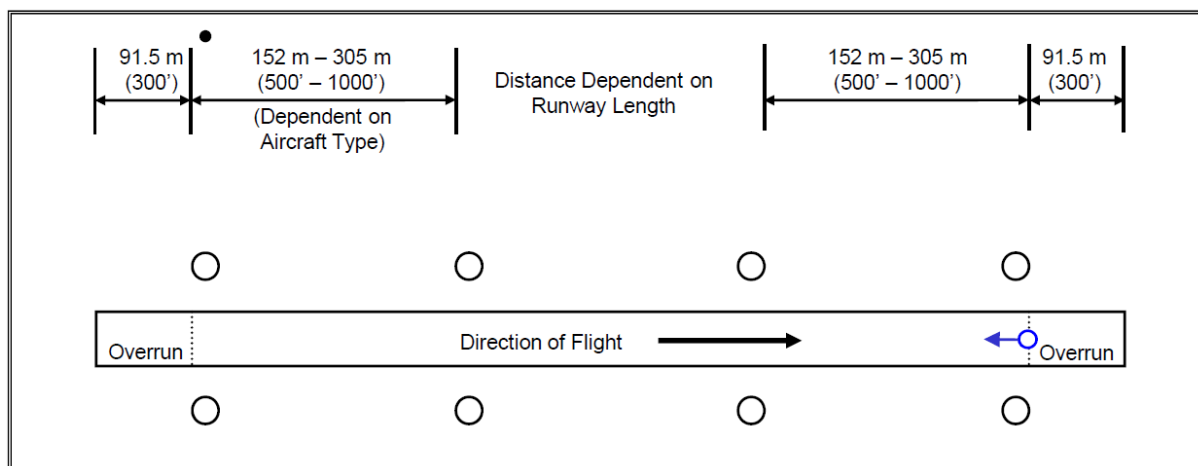 91.5 m
(300’)
152 m – 305 m
(500’ – 1000’)
(Dependent on
Aircraft Type)
Distance Dependent on
Runway Length
152 m – 305 m
(500’ – 1000’)
91.5 m
(300’)
Overrun
Direction of Flight
Overrun